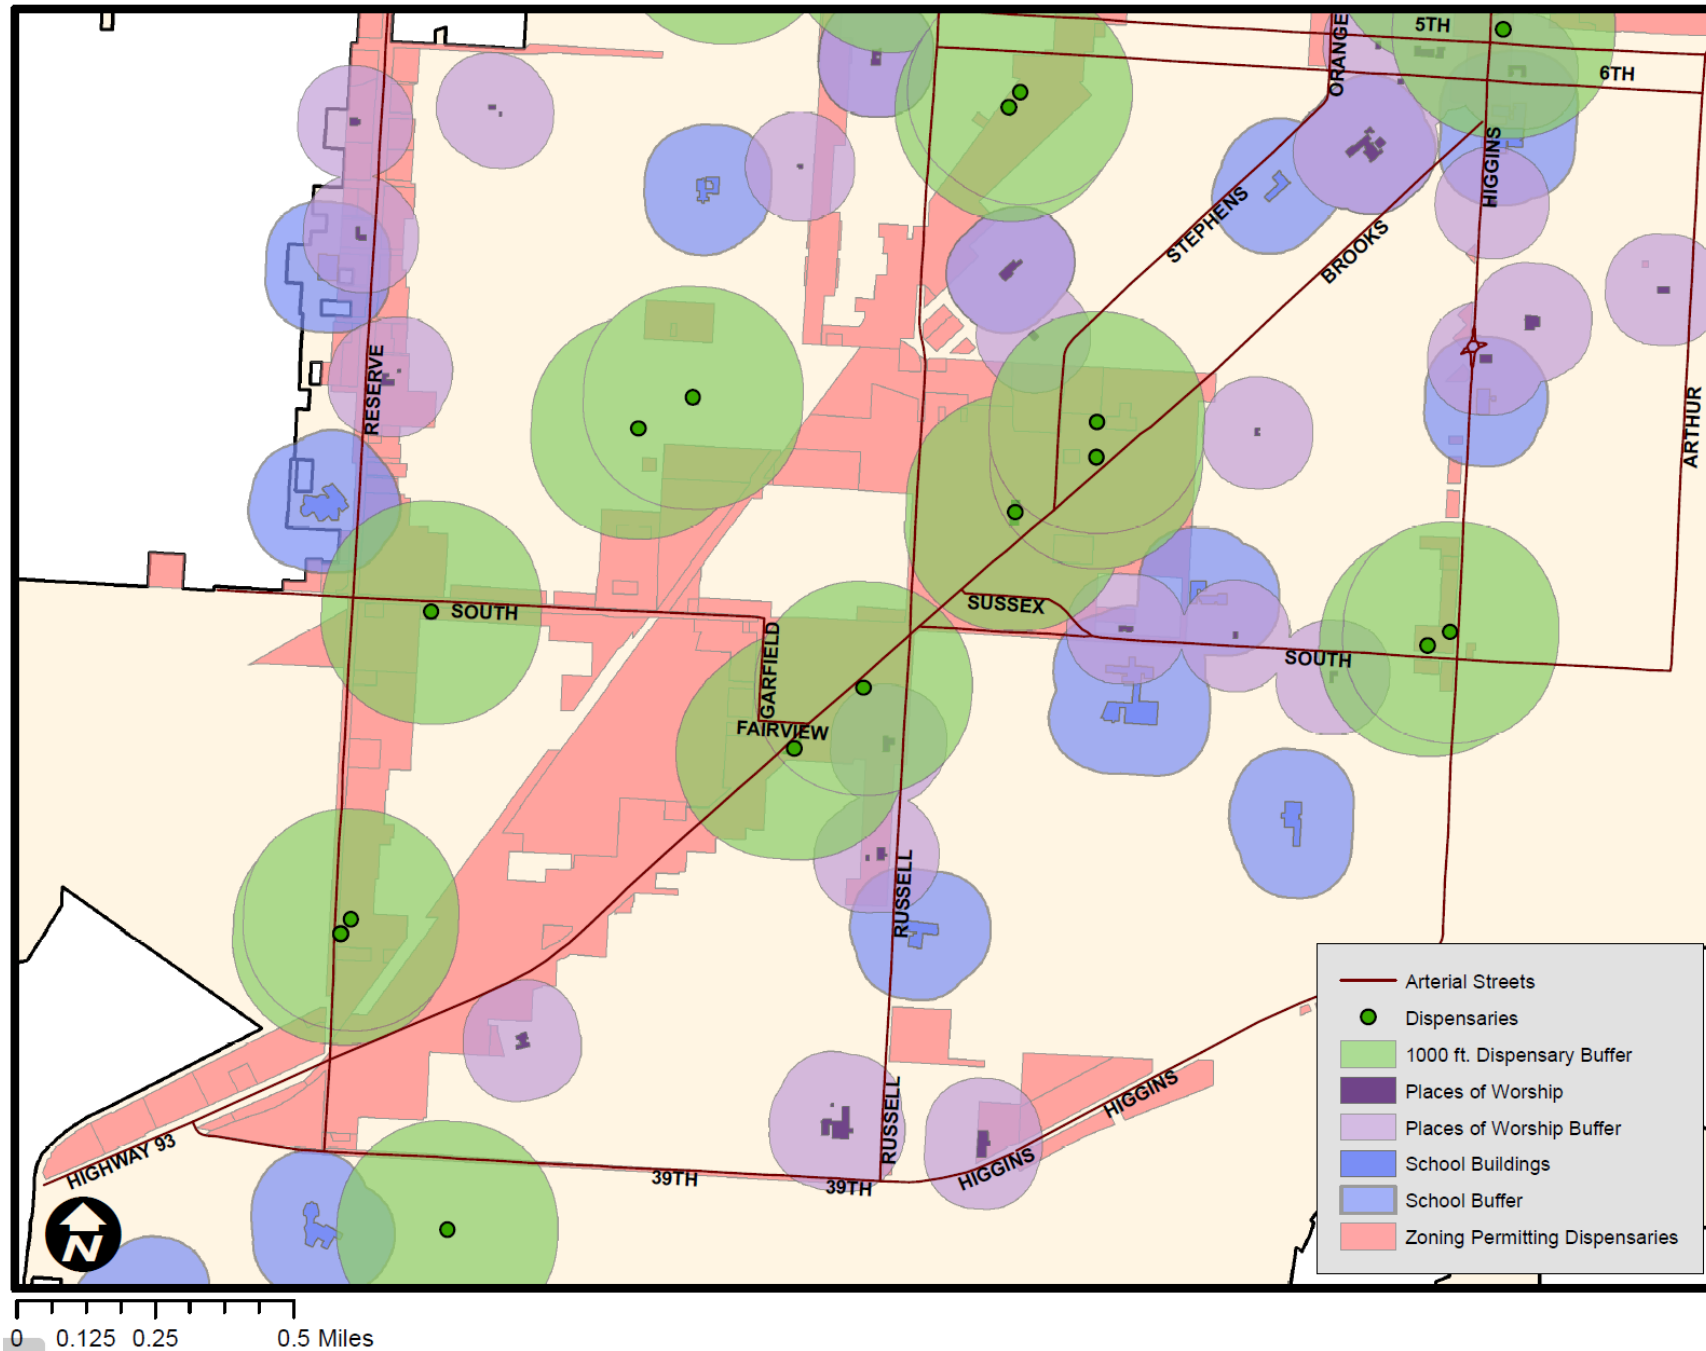 5TH
6TH
ORANGE
HIGGINS
STEPHENS
BROOKS
RESERVE
ARTHUR
SOUTH
SUSSEX
GARFIELD
SOUTH
FAIRVIEW
RUSSELL
RUSSELL
HIGGINS
HIGHWAY 93
39TH
39TH
HIGGINS
N
Arterial Streets
Dispensaries
1000 ft. Dispensary Buffer
Places of Worship
Places of Worship Buffer
School Buildings
School Buffer
Zoning Permitting Dispensaries
0 0.125 0.25 0.5 Miles